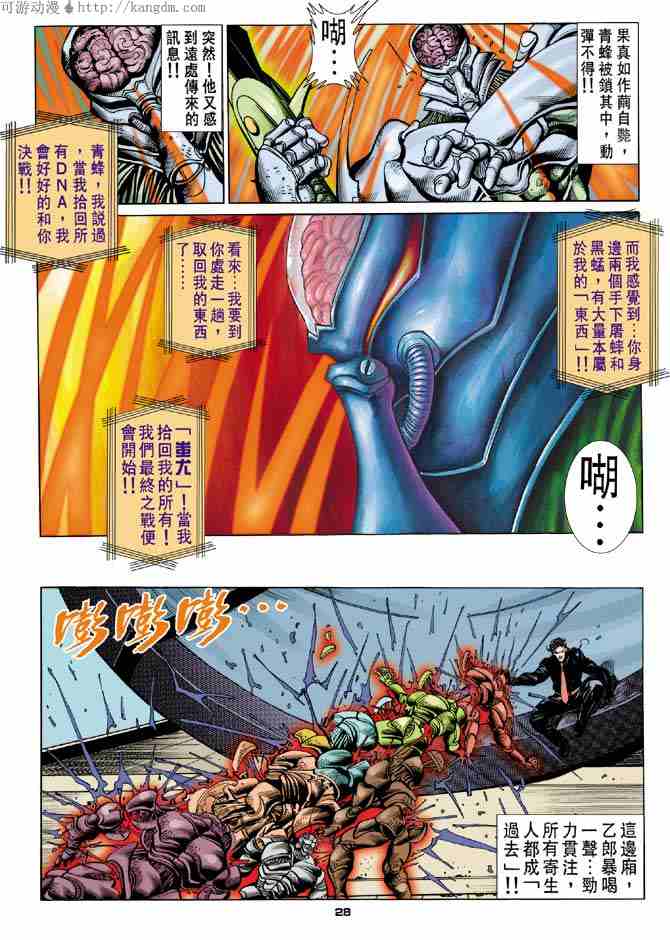 可游动漫 http://kangdm.com
果真如作繭自斃，
青蜂被鎖其中，動
彈不得!!
嘲…
突然！他又感
到遠處傳來的
訊息!!
青蜂，我説過
，當我拾回所
有DNA，我
會好好的和你
決戰!!
而我感覺到…你身
邊兩個手下屠蜂和
黑蜢，有大量本屬
於我的「東西」!!
看來…我要到
你處走一趟，
取回我的東西
了……
嘲…
「蚩尤」！當我
拾回我的所有！
我們最終之戰便
會開始!!
嘭嘭嘭…
這邊廂，
乙郎暴喝
一聲…勁
力貫注，
所有寄生
人都成「
過去」!!
28